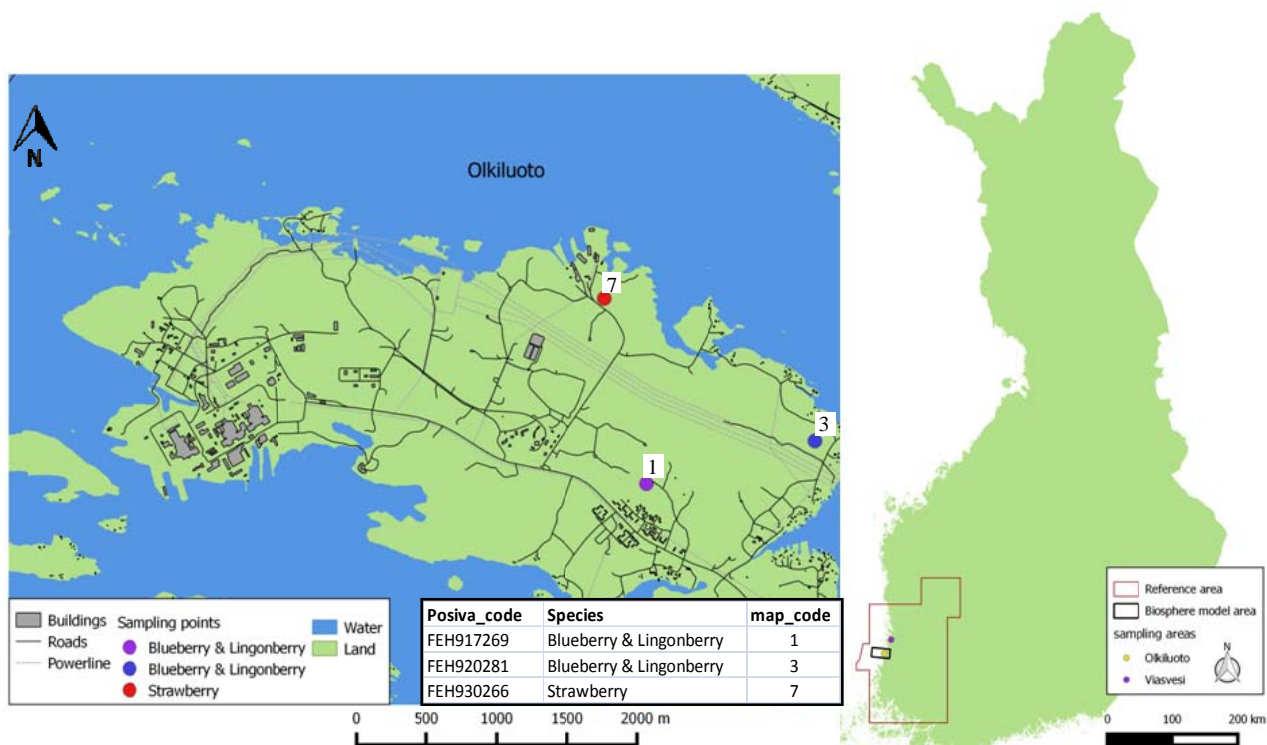 N
Olkiluoto
7
3
1
Buildings
Roads
Powerline
Sampling points
Blueberry & Lingonberry
Blueberry & Lingonberry
Strawberry
Water
Land
Posiva_code Species map_code
FEH917269 Blueberry & Lingonberry 1
FEH920281 Blueberry & Lingonberry 3
FEH930266 Strawberry 7
0 500 1000 1500 2000 m
Reference area
Biosphere model area
sampling areas
Olkiluoto
Viasvesi
N
0 100 200 km